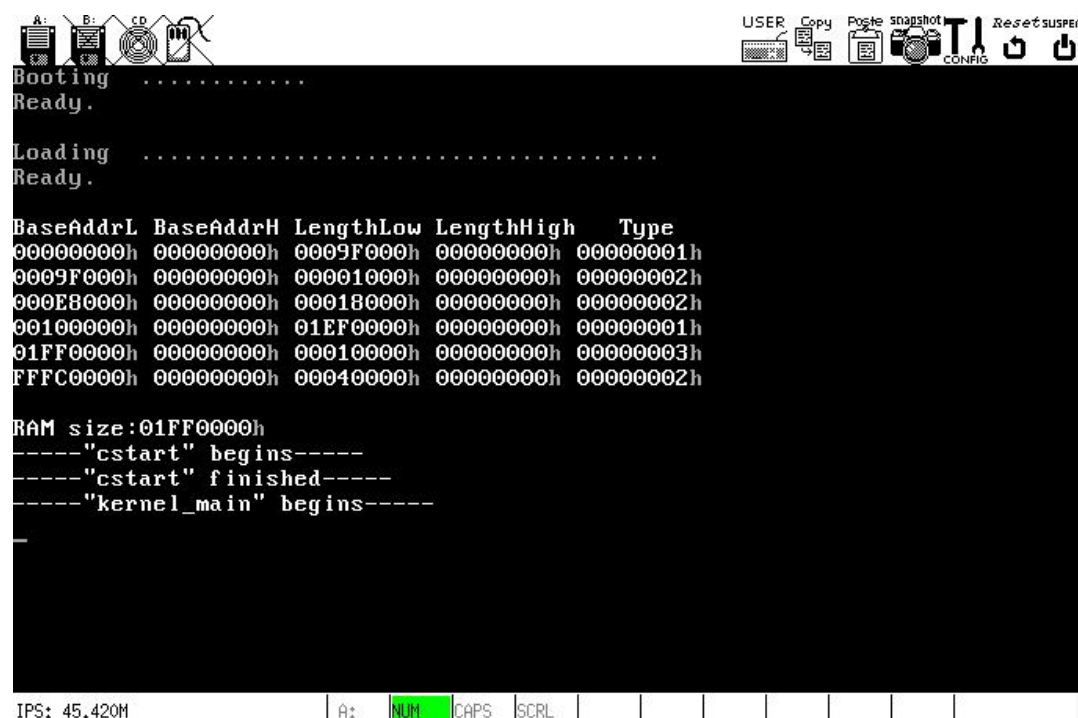 A: B: CD USER Copy Paste snapshot CONFIG Reset SUSPEN
Booting ............
Ready.
Loading .....................................
Ready.
BaseAddrL BaseAddrH LengthLow LengthHigh Type
00000000h 00000000h 0009F000h 00000000h 00000001h
0009F000h 00000000h 00001000h 00000000h 00000002h
000E8000h 00000000h 00018000h 00000000h 00000002h
00100000h 00000000h 01EF0000h 00000000h 00000001h
01FF0000h 00000000h 00010000h 00000000h 00000003h
FFFC0000h 00000000h 00040000h 00000000h 00000002h
RAM size:01FF0000h
-----"cstart" begins-----
-----"cstart" finished-----
-----"kernel_main" begins-----
IPS: 45.420M A: NUM CAPS SCRL